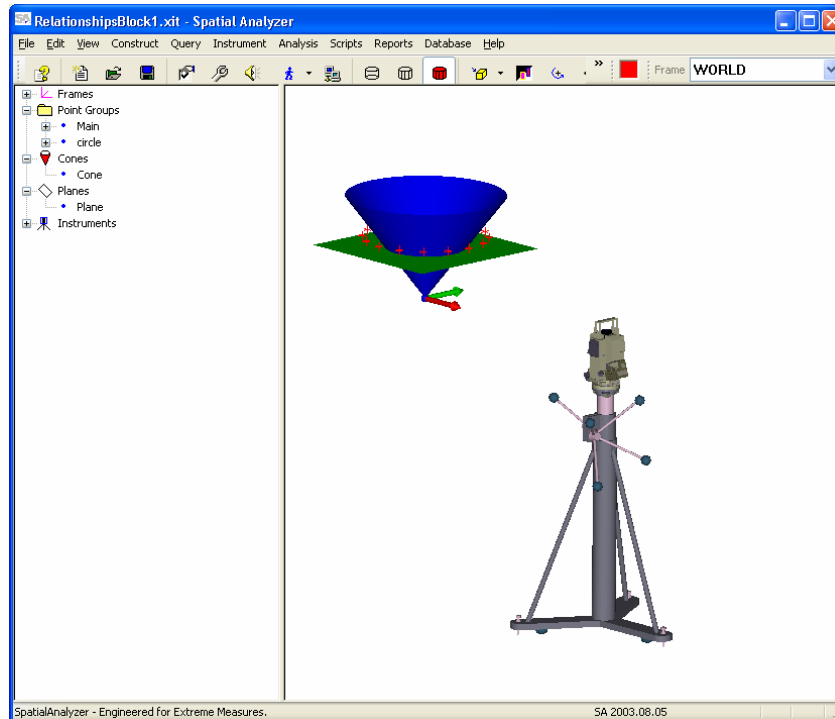 RelationshipsBlock1.xit - Spatial Analyzer
File Edit View Construct Query Instrument Analysis Scripts Reports Database Help
» Frame WORLD
Frames
Point Groups
Main
circle
Cones
Cone
Planes
Plane
Instruments
SpatialAnalyzer - Engineered for Extreme Measures. SA 2003.08.05